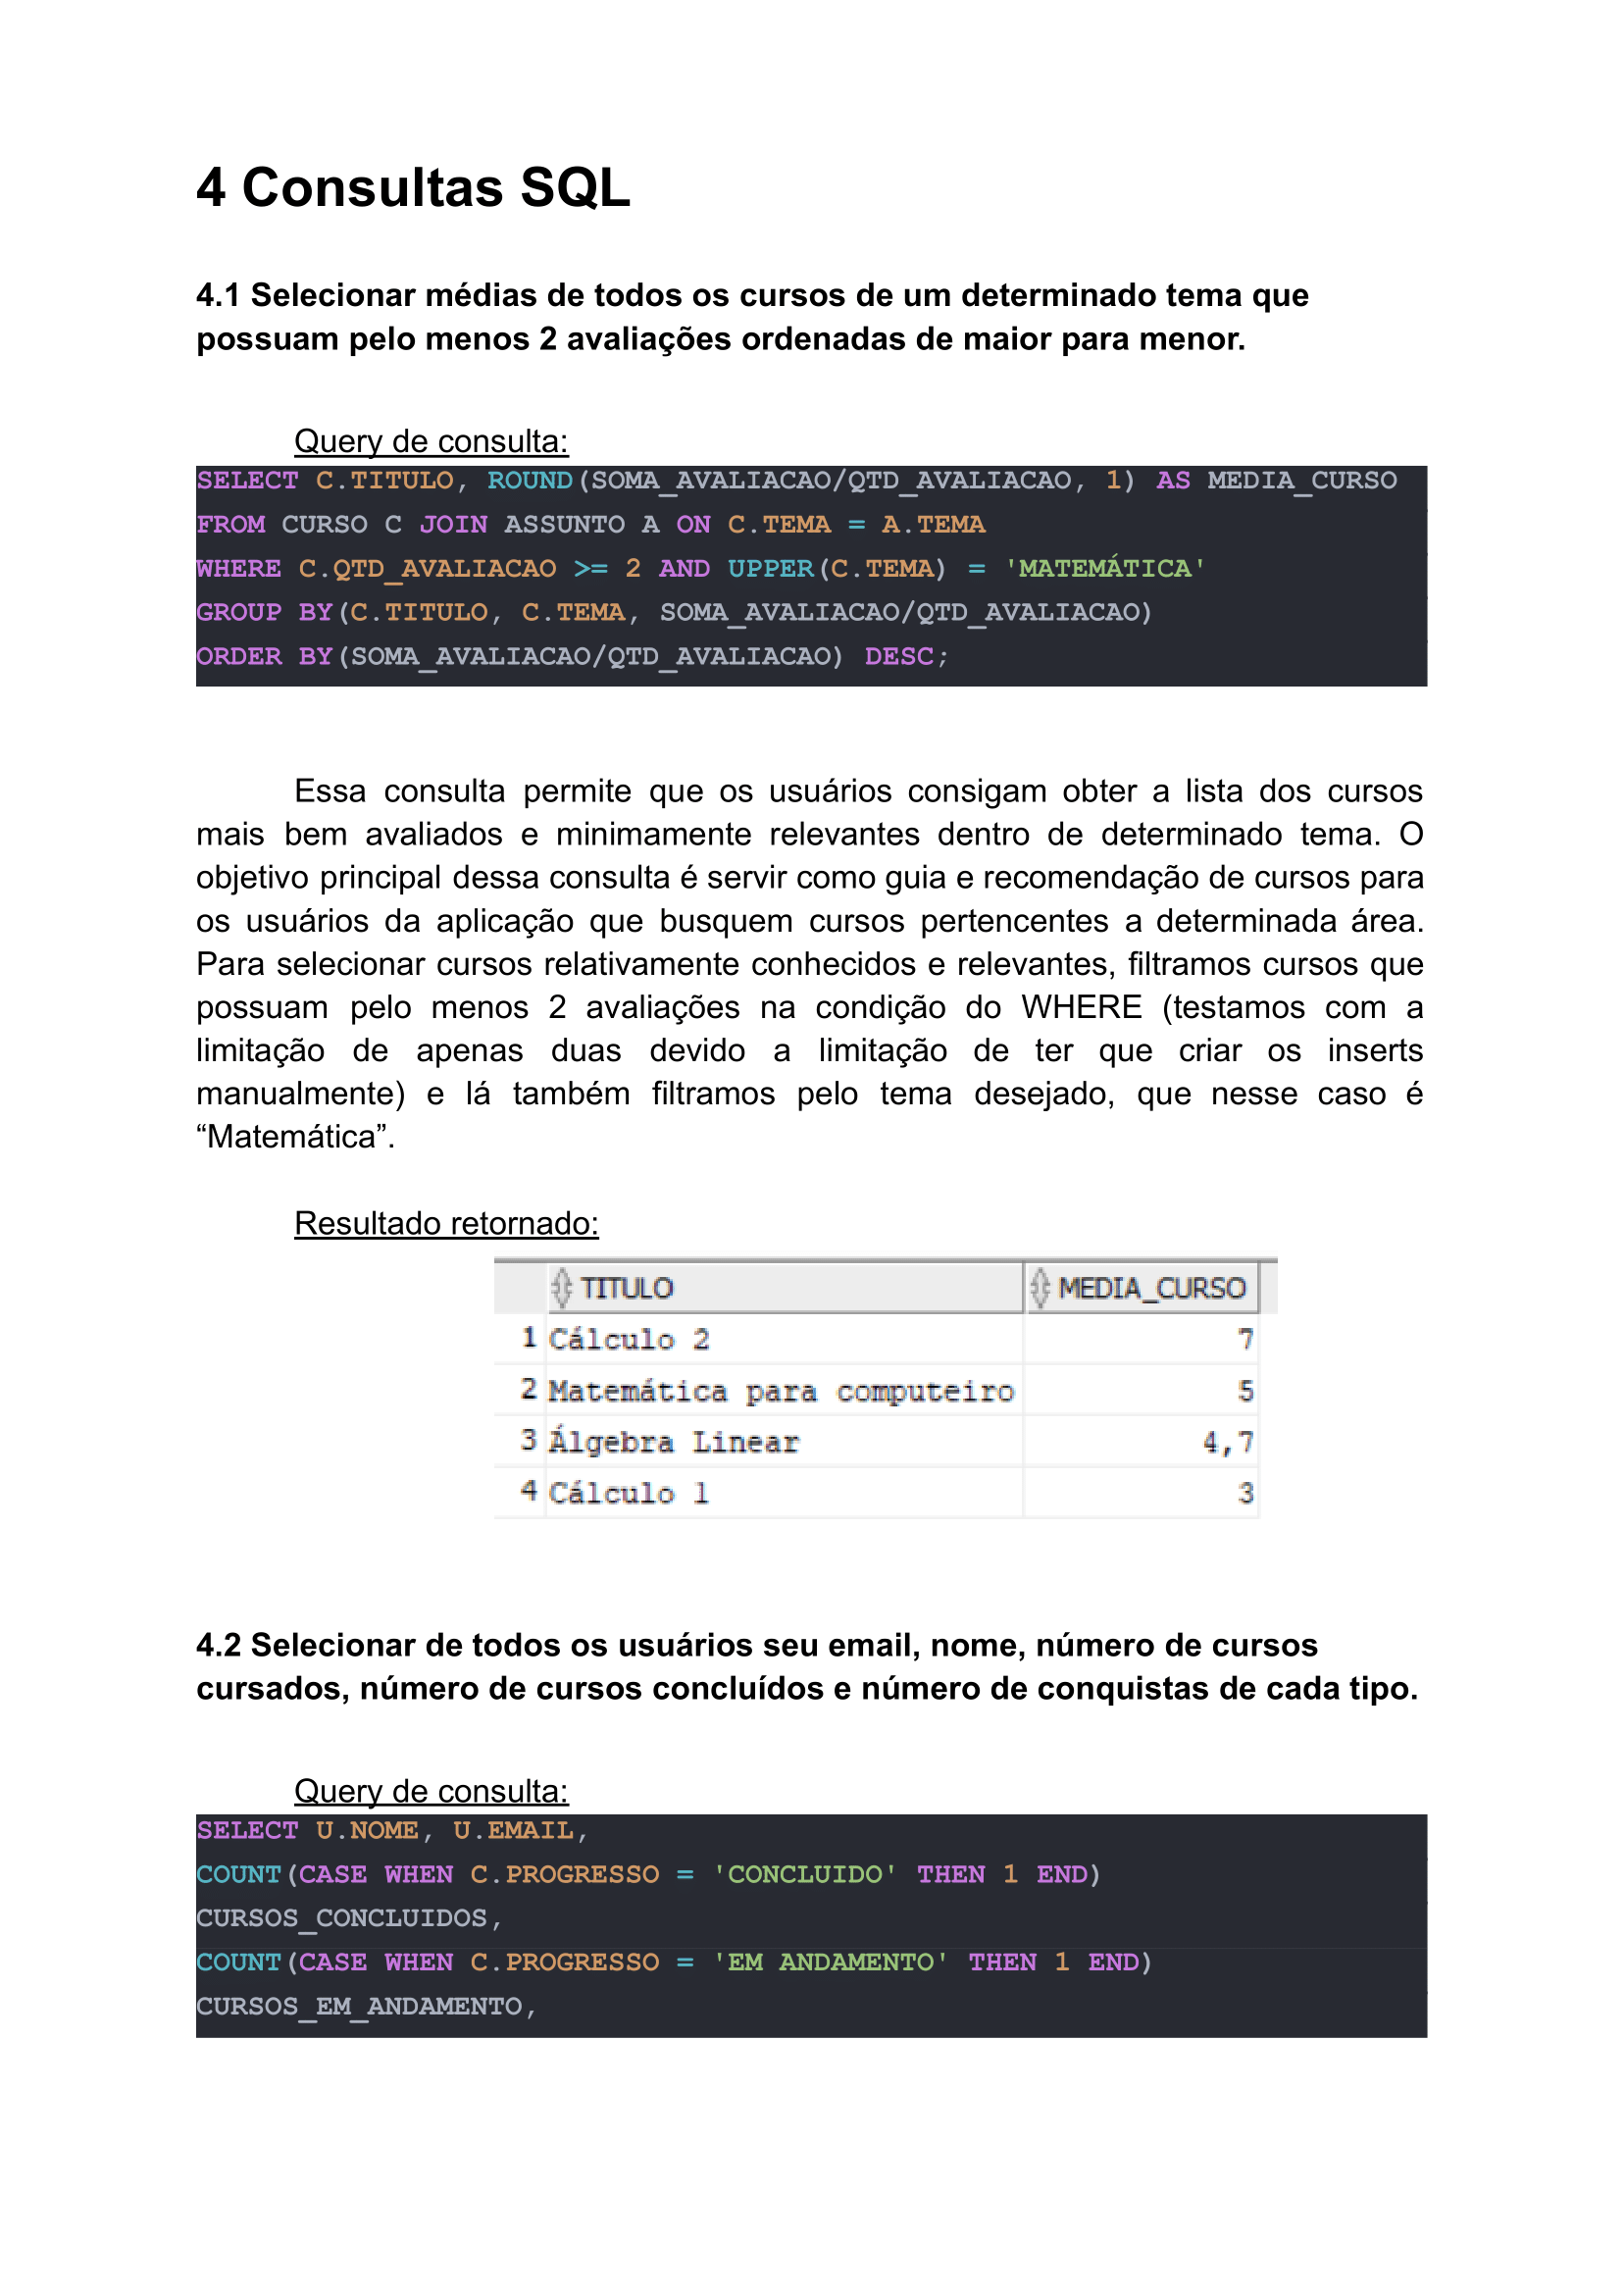 4 Consultas SQL
4.1 Selecionar médias de todos os cursos de um determinado tema que
possuam pelo menos 2 avaliações ordenadas de maior para menor.
Query de consulta:
SELECT C.TITULO, ROUND(SOMA_AVALIACAO/QTD_AVALIACAO, 1) AS MEDIA_CURSO
FROM CURSO C JOIN ASSUNTO A ON C.TEMA = A.TEMA
WHERE C.QTD_AVALIACAO >= 2 AND UPPER(C.TEMA) = 'MATEMÁTICA'
GROUP BY(C.TITULO, C.TEMA, SOMA_AVALIACAO/QTD_AVALIACAO)
ORDER BY(SOMA_AVALIACAO/QTD_AVALIACAO) DESC;
Essa consulta permite que os usuários consigam obter a lista dos cursos
mais bem avaliados e minimamente relevantes dentro de determinado tema. O
objetivo principal dessa consulta é servir como guia e recomendação de cursos para
os usuários da aplicação que busquem cursos pertencentes a determinada área.
Para selecionar cursos relativamente conhecidos e relevantes, filtramos cursos que
possuam pelo menos 2 avaliações na condição do WHERE (testamos com a
limitação de apenas duas devido a limitação de ter que criar os inserts
manualmente) e lá também filtramos pelo tema desejado, que nesse caso é
“Matemática”.
Resultado retornado:
TITULO MEDIA_CURSO
1 Cálculo 2 7
2 Matemática para computeiro 5
3 Álgebra Linear 4,7
4 Cálculo 1 3
4.2 Selecionar de todos os usuários seu email, nome, número de cursos
cursados, número de cursos concluídos e número de conquistas de cada tipo.
Query de consulta:
SELECT U.NOME, U.EMAIL,
COUNT(CASE WHEN C.PROGRESSO = 'CONCLUIDO' THEN 1 END)
CURSOS_CONCLUIDOS,
COUNT(CASE WHEN C.PROGRESSO = 'EM ANDAMENTO' THEN 1 END)
CURSOS_EM_ANDAMENTO,